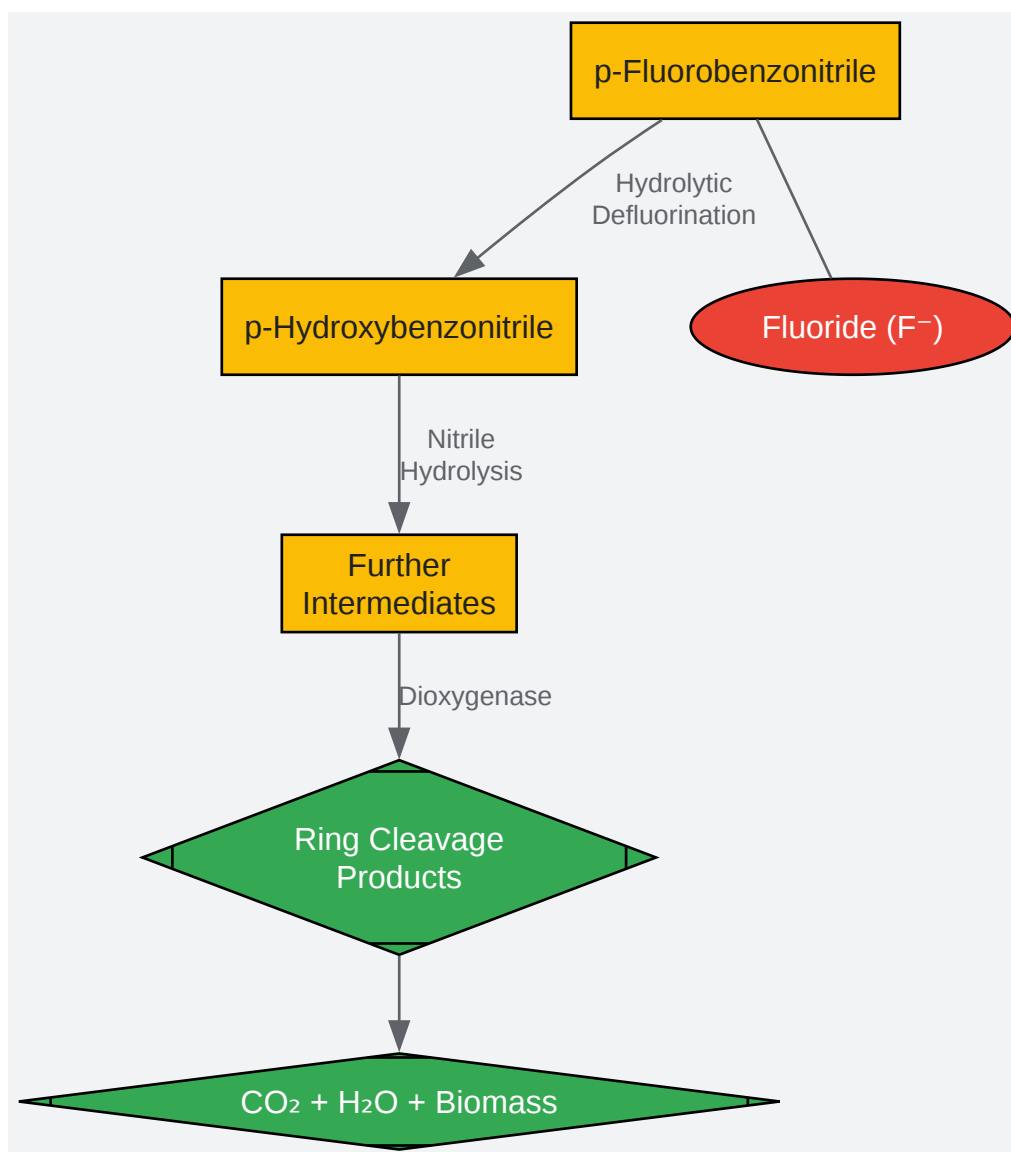 p-Fluorobenzonitrile
Hydrolytic
Defluorination
p-Hydroxybenzonitrile
Fluoride (F⁻)
Nitrile
Hydrolysis
Further
Intermediates
Dioxygenase
Ring Cleavage
Products
CO₂ + H₂O + Biomass